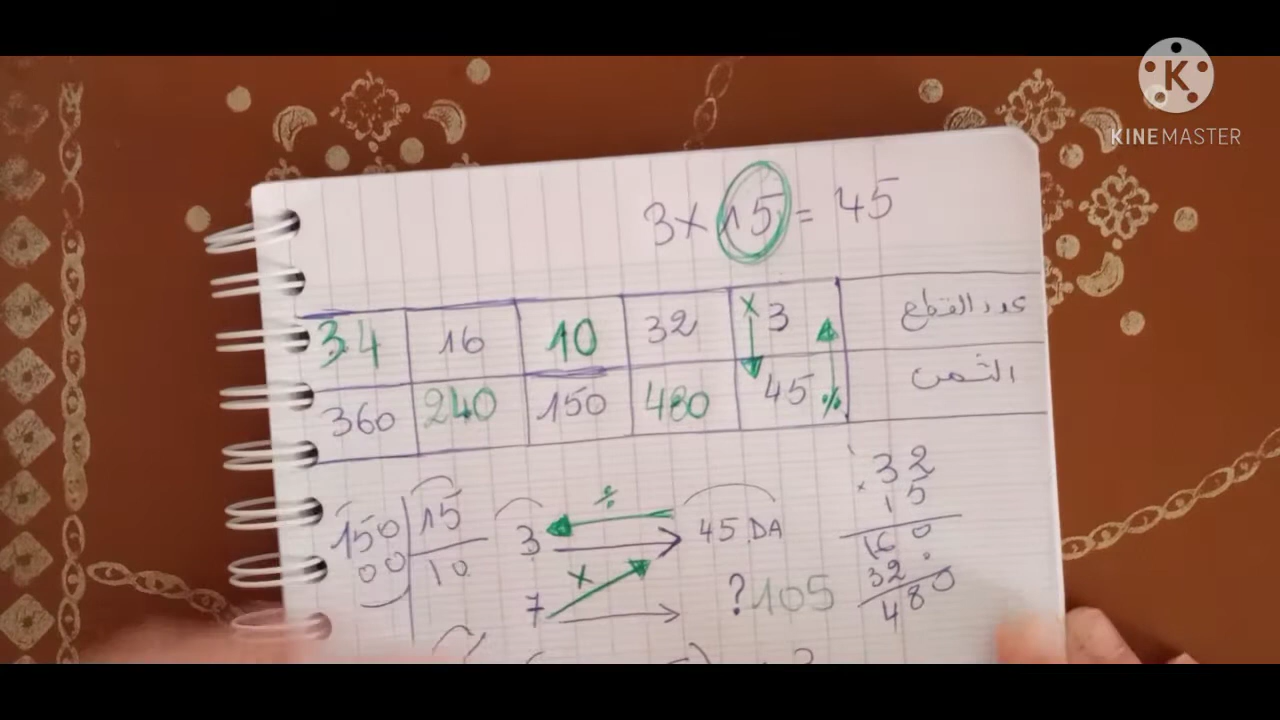 KINEMASTER
3 x 15 = 45
34 16 10 32 x 3 عدد القطع
360 240 150 480 45 % الثمن
150 15
00 10
3 ÷ 45 DA
7 x ? 105
32
x 15
160
32.
480